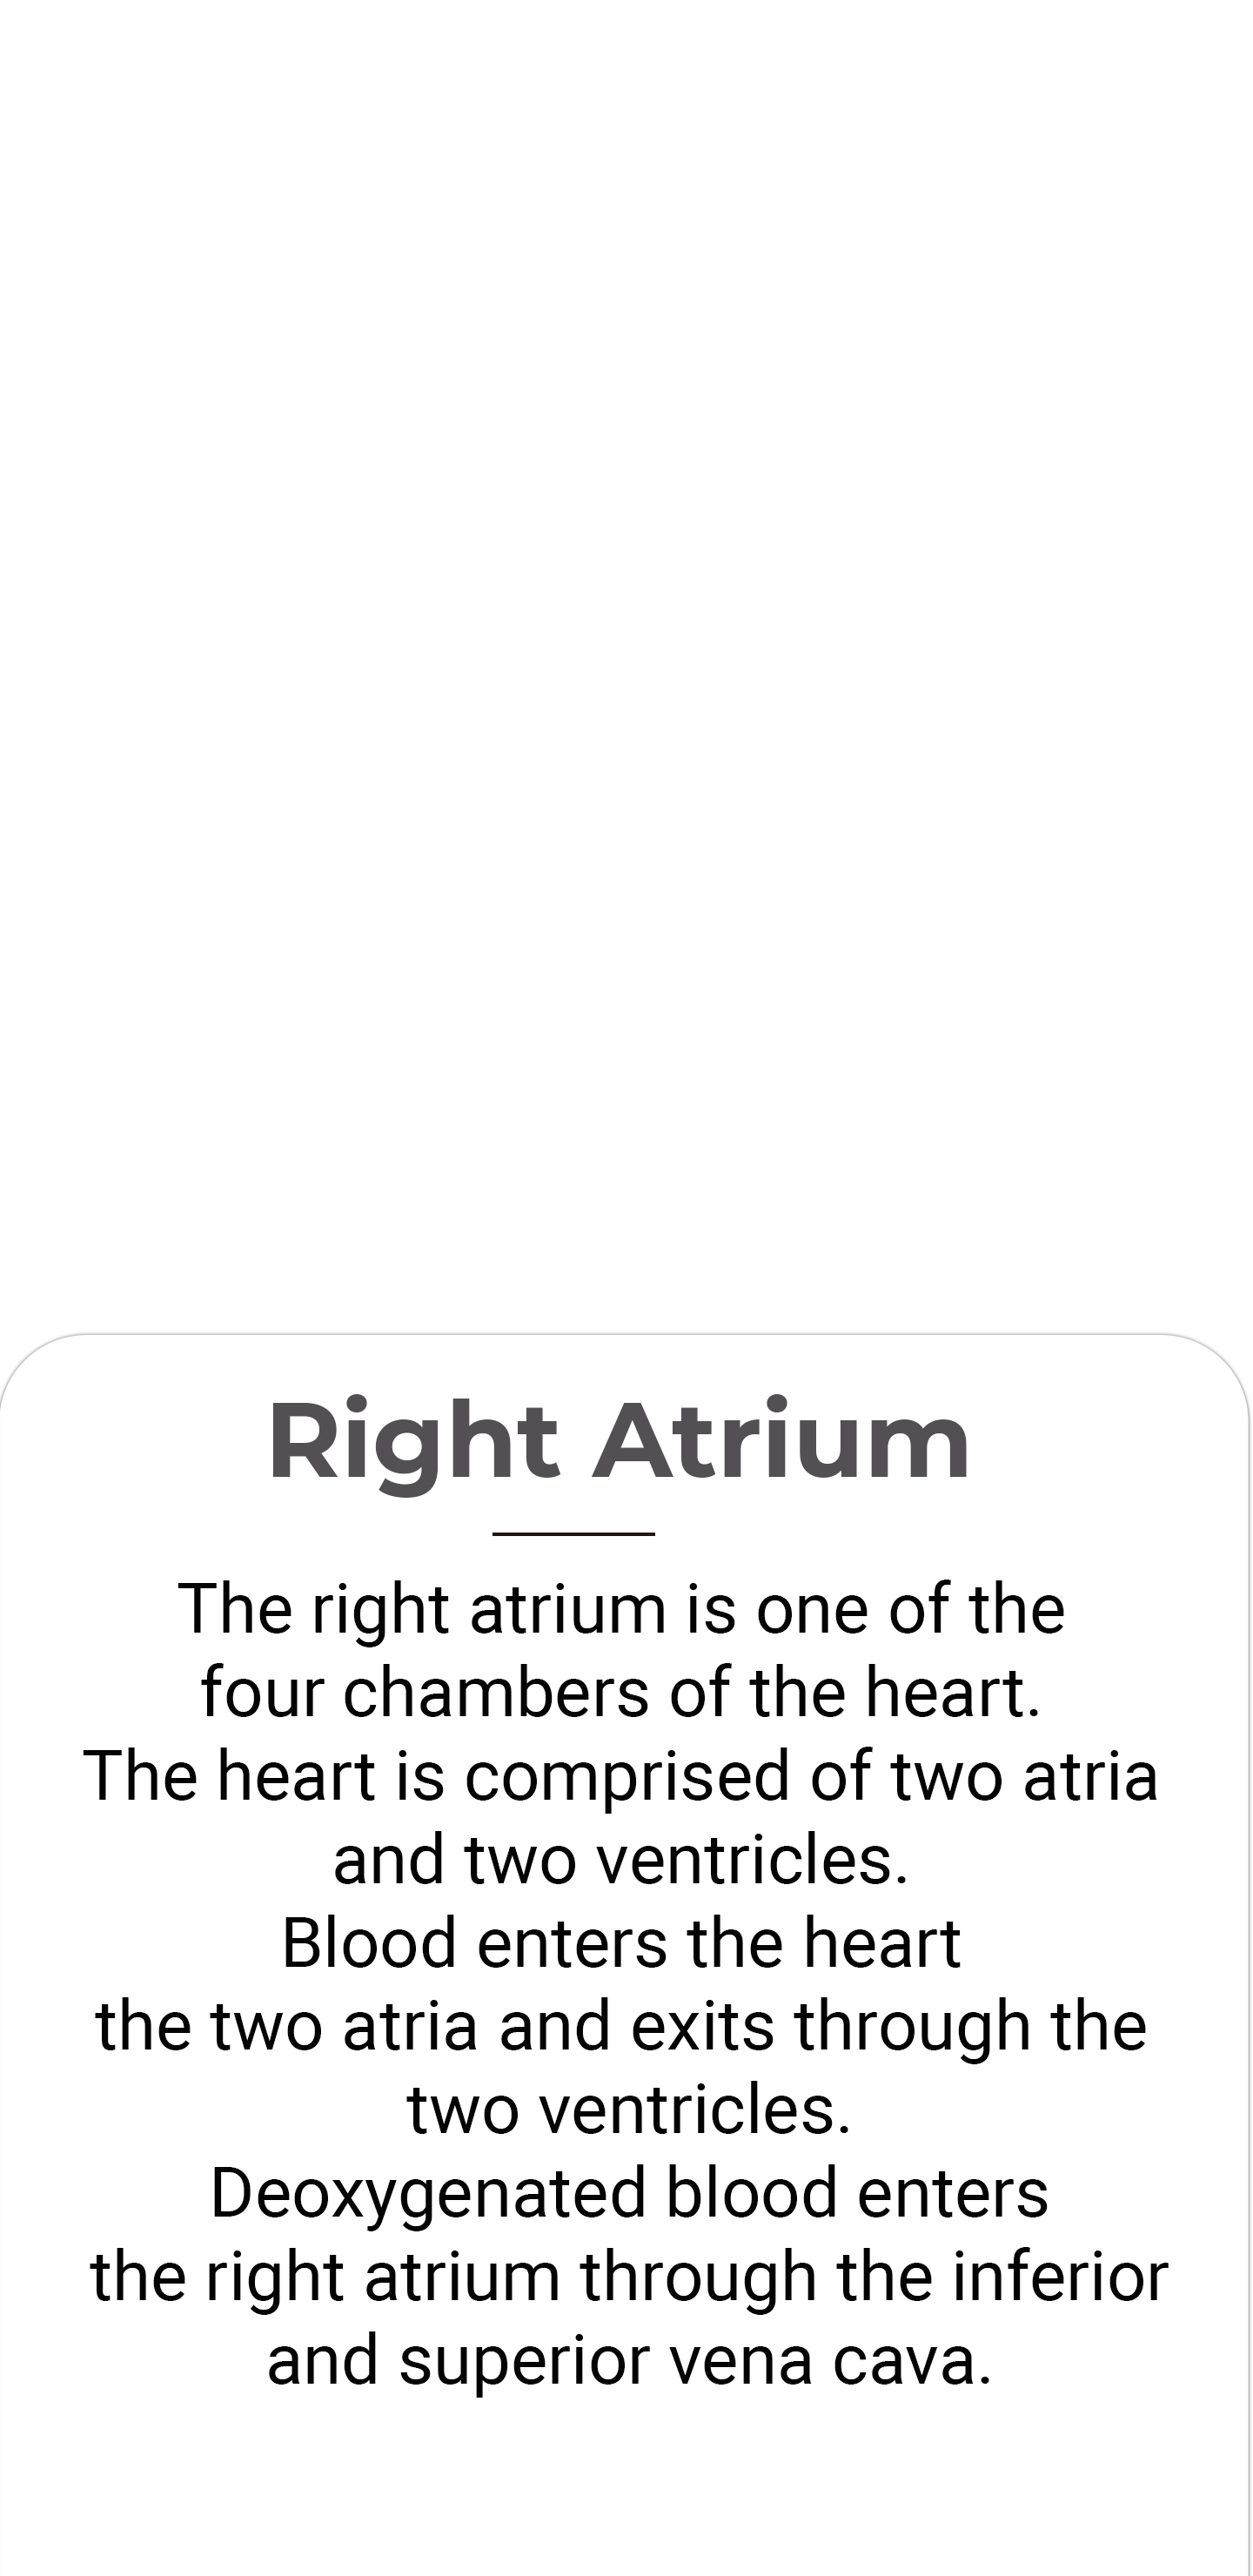 Right Atrium
The right atrium is one of the
four chambers of the heart.
The heart is comprised of two atria
and two ventricles.
Blood enters the heart
the two atria and exits through the
two ventricles.
Deoxygenated blood enters
the right atrium through the inferior
and superior vena cava.